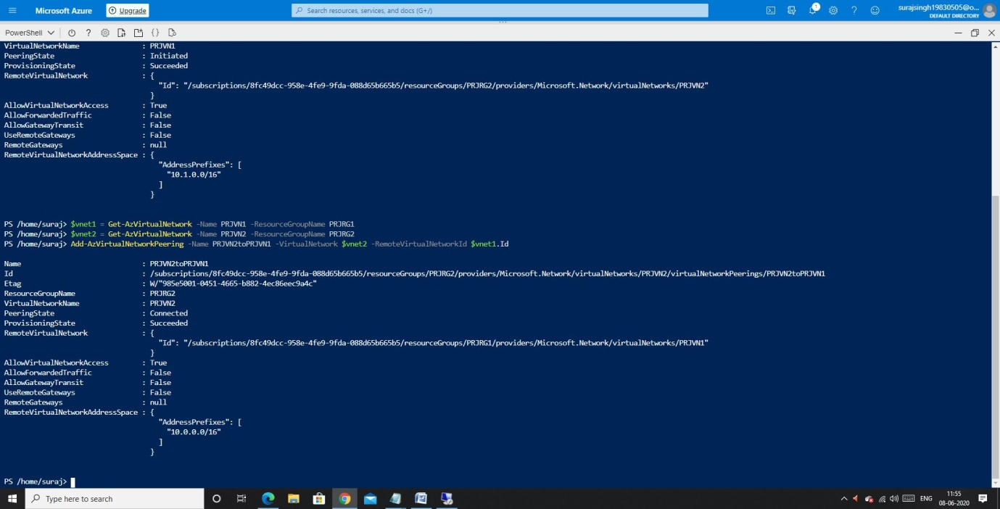 Microsoft Azure
Upgrade
Search resources, services, and docs (G+/)
1
?
surajsingh19830505@o...
DEFAULT DIRECTORY
PowerShell
?
{}
VirtualNetworkName : PRJVN1
PeeringState : Initiated
ProvisioningState : Succeeded
RemoteVirtualNetwork : {
"Id": "/subscriptions/8fc49dcc-958e-4fe9-9fda-088d65b665b5/resourceGroups/PRJRG2/providers/Microsoft.Network/virtualNetworks/PRJVN2"
}
AllowVirtualNetworkAccess : True
AllowForwardedTraffic : False
AllowGatewayTransit : False
UseRemoteGateways : False
RemoteGateways : null
RemoteVirtualNetworkAddressSpace : {
"AddressPrefixes": [
"10.1.0.0/16"
]
}
PS /home/suraj> $vnet1 = Get-AzVirtualNetwork -Name PRJVN1 -ResourceGroupName PRJRG1
PS /home/suraj> $vnet2 = Get-AzVirtualNetwork -Name PRJVN2 -ResourceGroupName PRJRG2
PS /home/suraj> Add-AzVirtualNetworkPeering -Name PRJVN2toPRJVN1 -VirtualNetwork $vnet2 -RemoteVirtualNetworkId $vnet1.Id
Name : PRJVN2toPRJVN1
Id : /subscriptions/8fc49dcc-958e-4fe9-9fda-088d65b665b5/resourceGroups/PRJRG2/providers/Microsoft.Network/virtualNetworks/PRJVN2/virtualNetworkPeerings/PRJVN2toPRJVN1
Etag : W/"985e5001-0451-4665-b882-4ec86eec9a4c"
ResourceGroupName : PRJRG2
VirtualNetworkName : PRJVN2
PeeringState : Connected
ProvisioningState : Succeeded
RemoteVirtualNetwork : {
"Id": "/subscriptions/8fc49dcc-958e-4fe9-9fda-088d65b665b5/resourceGroups/PRJRG1/providers/Microsoft.Network/virtualNetworks/PRJVN1"
}
AllowVirtualNetworkAccess : True
AllowForwardedTraffic : False
AllowGatewayTransit : False
UseRemoteGateways : False
RemoteGateways : null
RemoteVirtualNetworkAddressSpace : {
"AddressPrefixes": [
"10.0.0.0/16"
]
}
PS /home/suraj>
Type here to search
ENG
11:55
08-06-2020